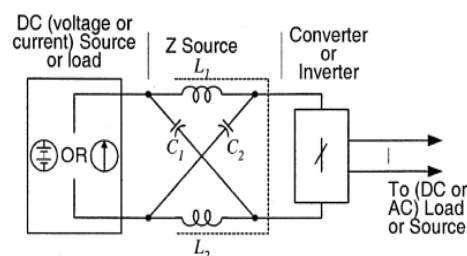 DC (voltage or
current) Source
or load
Z Source
Converter
or
Inverter
L₁
OR
C₁
C₂
To (DC or
AC) Load
or Source
L₂